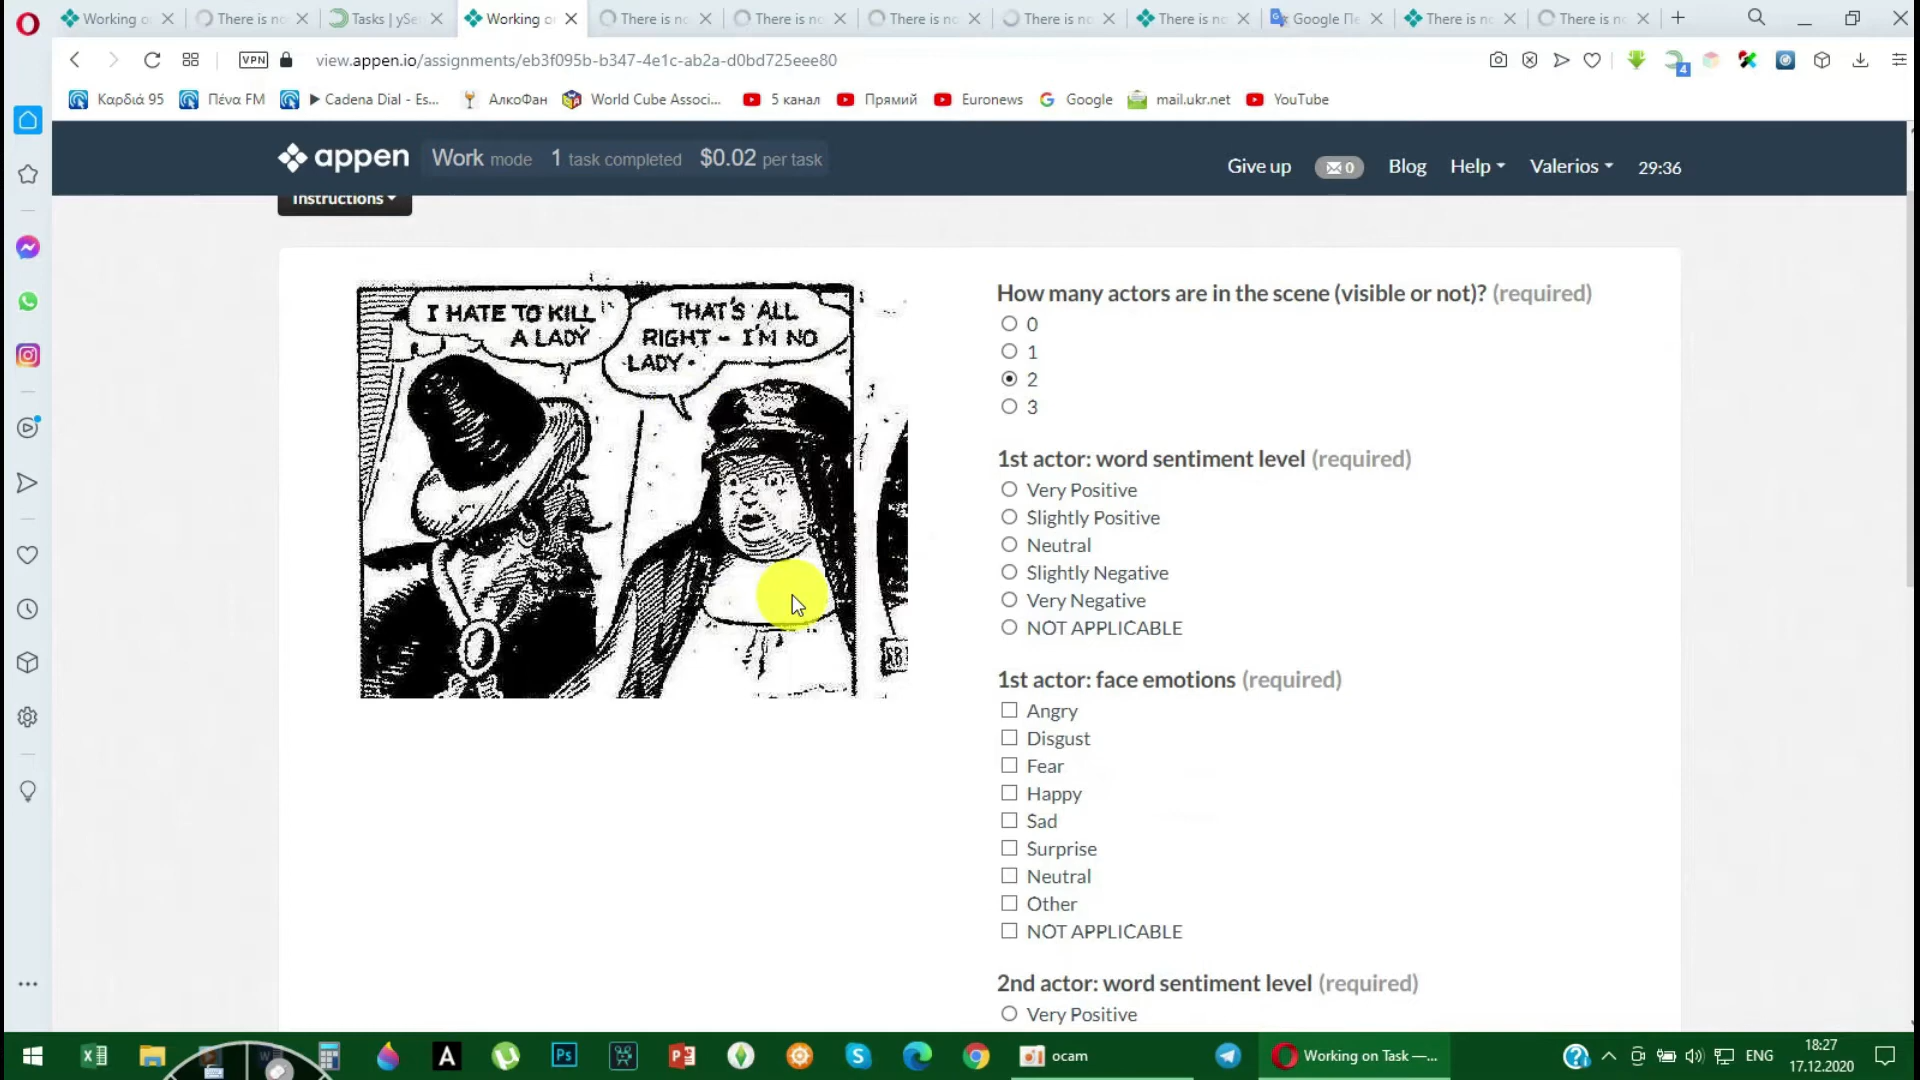 Working o
There is no
Tasks | ySe
Working o
There is no
There is no
There is no
There is no
There is no
Google Пе
There is no
There is no
VPN
view.appen.io/assignments/eb3f095b-b347-4e1c-ab2a-d0bd725eee80
4
Καρδιά 95
Πένα FM
Cadena Dial - Es...
АлкоФан
World Cube Associ...
5 канал
Прямий
Euronews
Google
mail.ukr.net
YouTube
appen
Work mode 1 task completed $0.02 per task
Give up
0
Blog
Help
Valerios
29:36
Instructions
I HATE TO KILL
A LADY
THAT'S ALL
RIGHT - I'M NO
LADY.
How many actors are in the scene (visible or not)? (required)
0
1
2
3
1st actor: word sentiment level (required)
Very Positive
Slightly Positive
Neutral
Slightly Negative
Very Negative
NOT APPLICABLE
1st actor: face emotions (required)
Angry
Disgust
Fear
Happy
Sad
Surprise
Neutral
Other
NOT APPLICABLE
2nd actor: word sentiment level (required)
Very Positive
A
Ps
ocam
Working on Task —...
ENG
18:27
17.12.2020